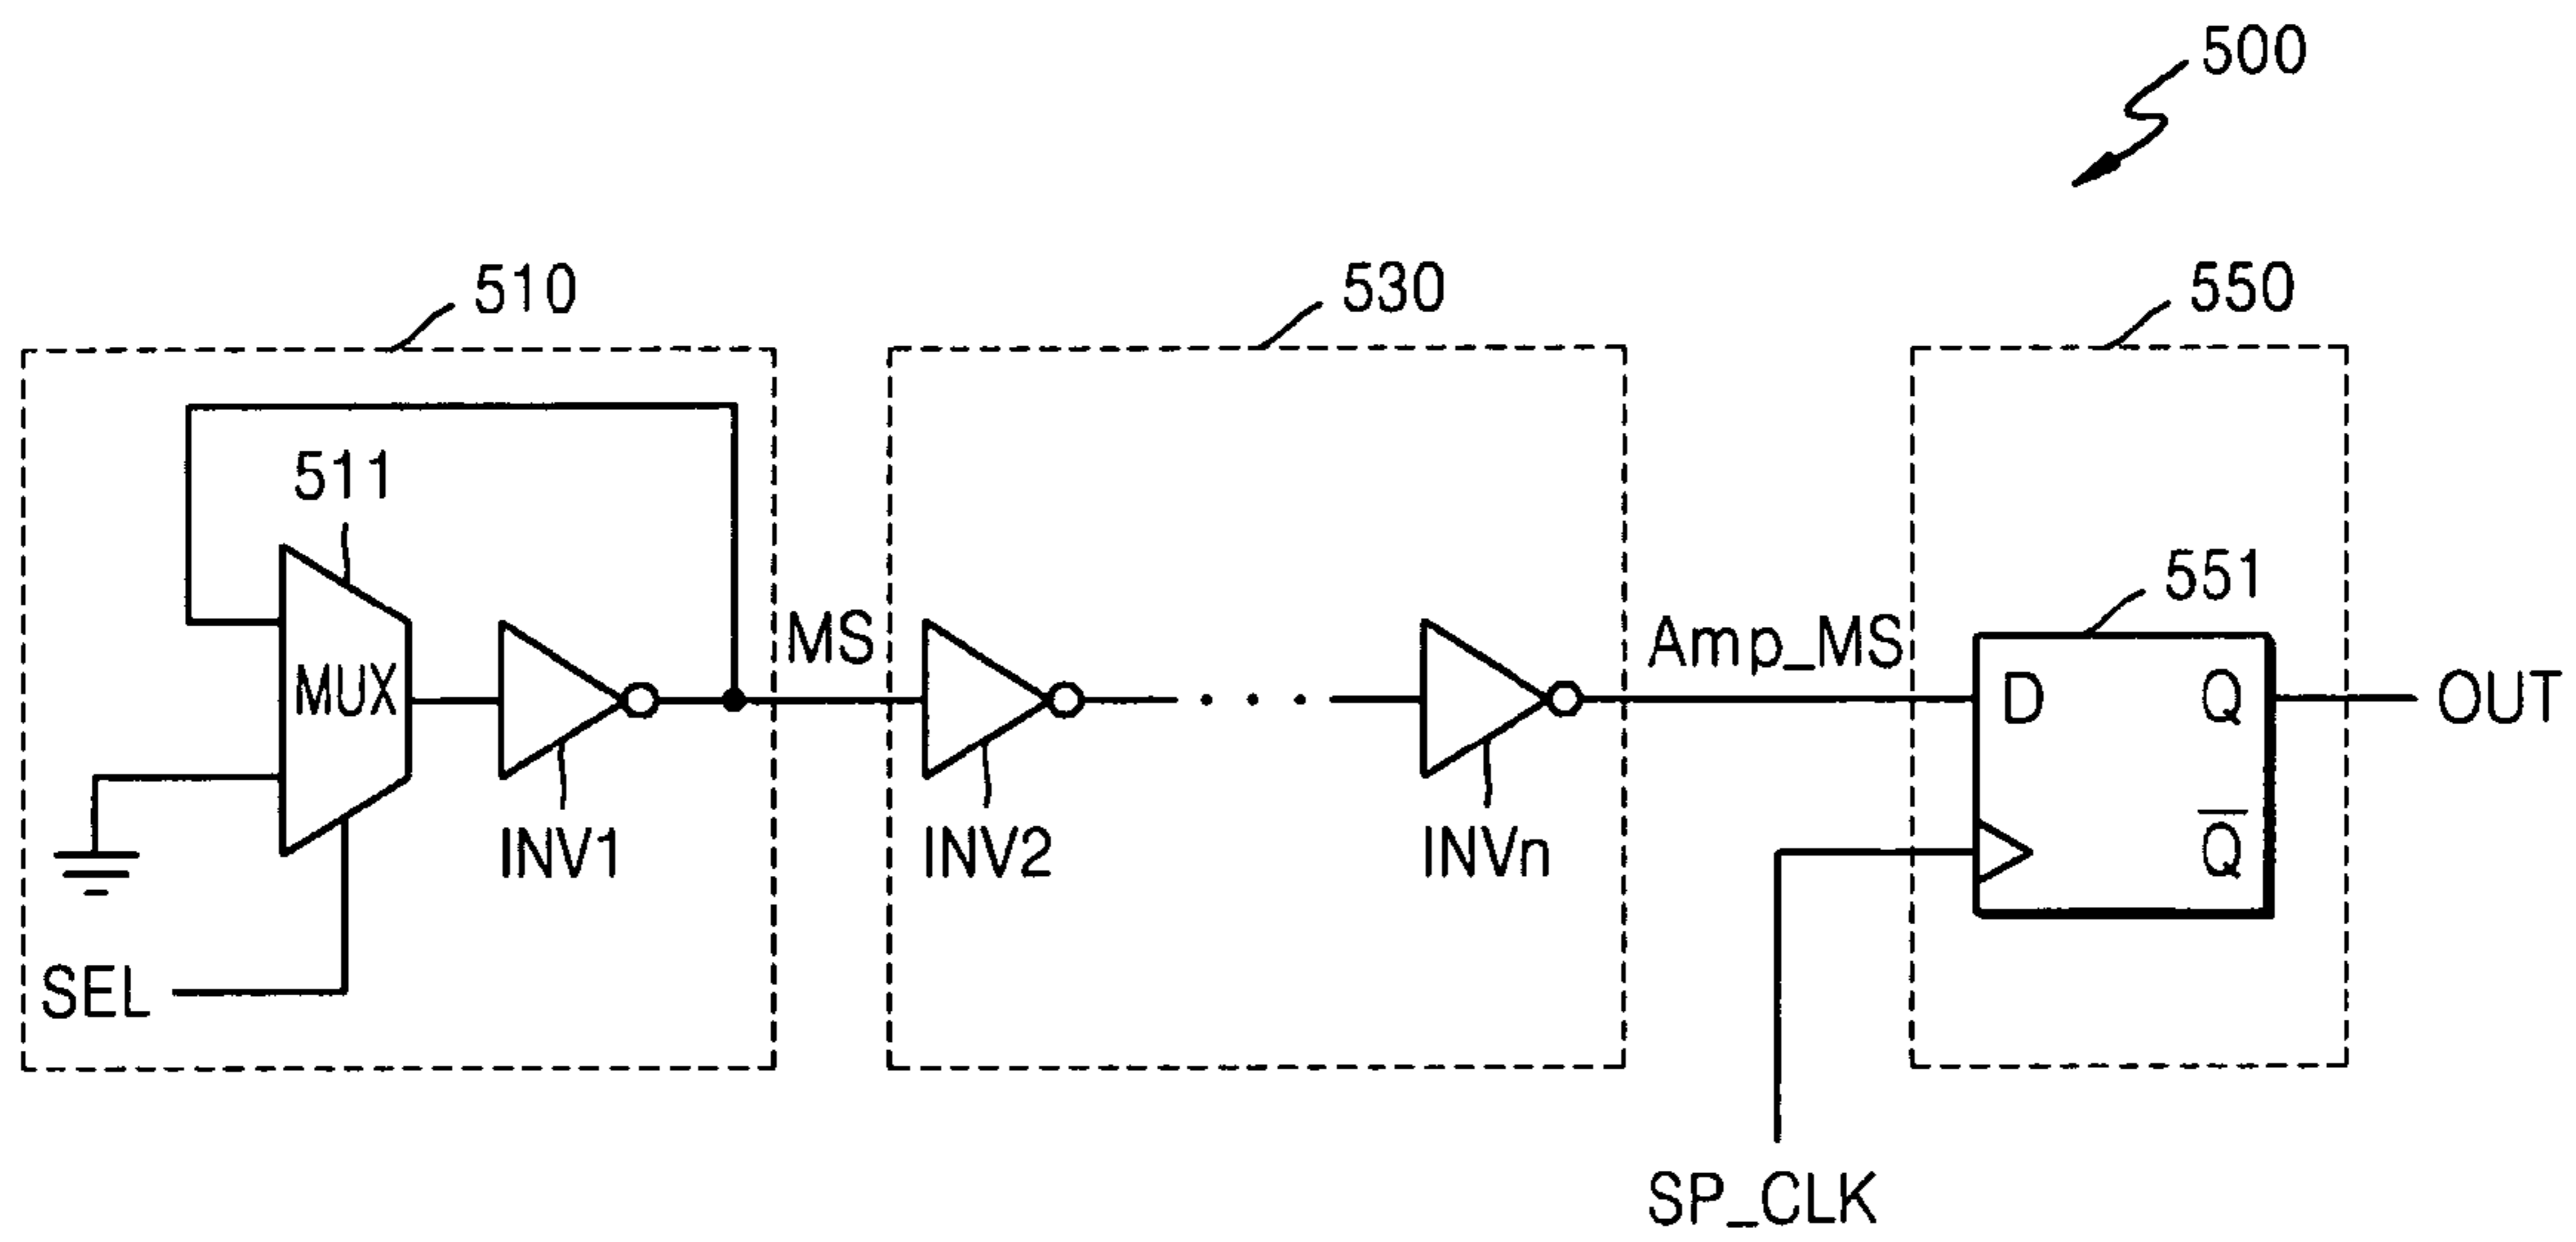 500
510
530
550
511
551
MUX
MS
Amp_MS
D
Q
OUT
INV1
INV2
INVn
Q̅
SEL
SP_CLK